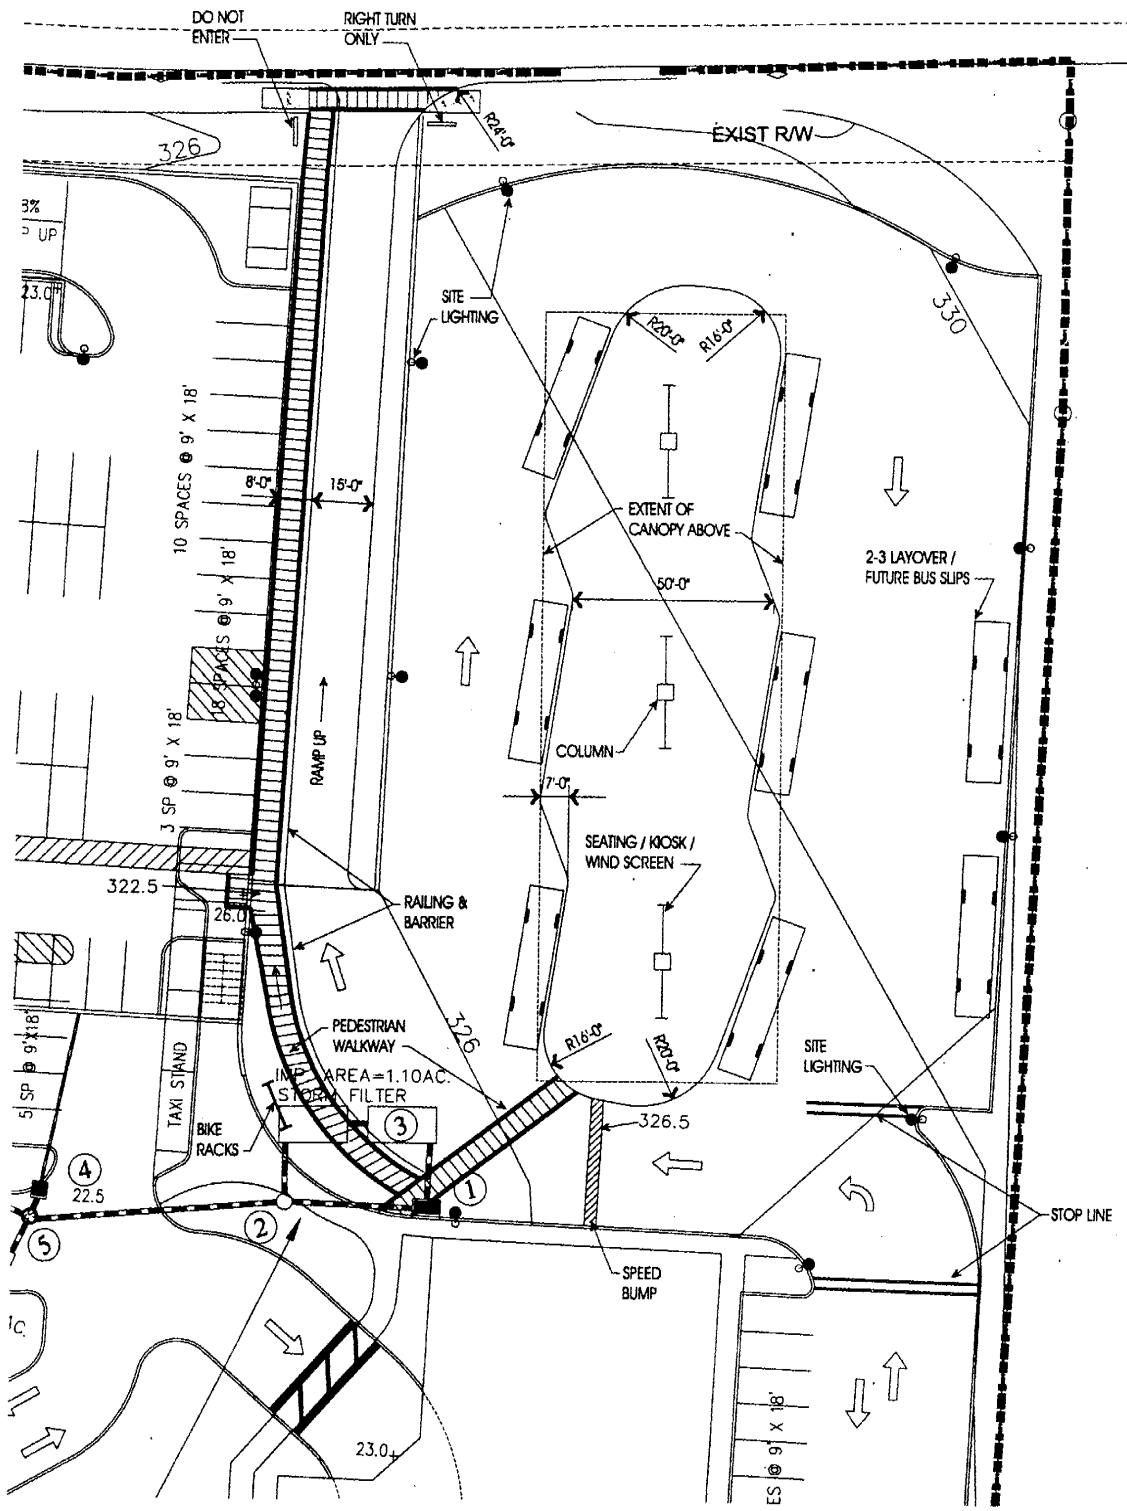 DO NOT
ENTER
RIGHT TURN
ONLY
R24'-0"
EXIST R/W
326
3%
P UP
23.0+
SITE
LIGHTING
330
R20'-0"
R16'-0"
10 SPACES @ 9' X 18'
8'-0"
15'-0"
EXTENT OF
CANOPY ABOVE
2-3 LAYOVER /
FUTURE BUS SLIPS
50'-0"
18 SPACES @ 9' X 18'
RAMP UP
COLUMN
3 SP @ 9' X 18'
7'-0"
SEATING / KIOSK /
WIND SCREEN
322.5
26.0
RAILING &
BARRIER
326
PEDESTRIAN
WALKWAY
R16'-0"
R20'-0"
SITE
LIGHTING
5 SP @ 9'X18'
TAXI STAND
AREA=1.10AC.
STORM FILTER
BIKE
RACKS
3
326.5
4
22.5
1
2
5
STOP LINE
SPEED
BUMP
23.0+
ES @ 9' X 18'